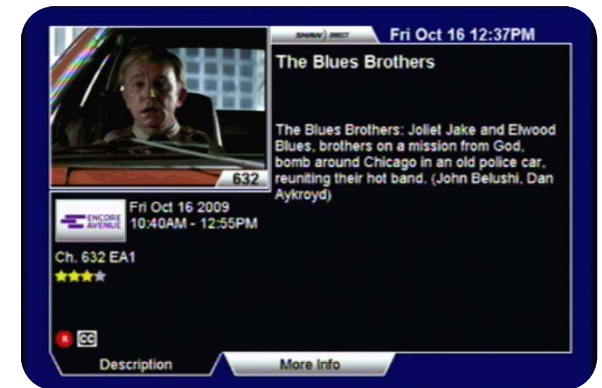 SHAW) DIRECT
Fri Oct 16 12:37PM
The Blues Brothers
The Blues Brothers: Joliet Jake and Elwood
Blues, brothers on a mission from God,
bomb around Chicago in an old police car,
reuniting their hot band. (John Belushi, Dan
Aykroyd)
632
ENCORE
AVENUE
Fri Oct 16 2009
10:40AM - 12:55PM
Ch. 632 EA1
R CC
Description
More Info